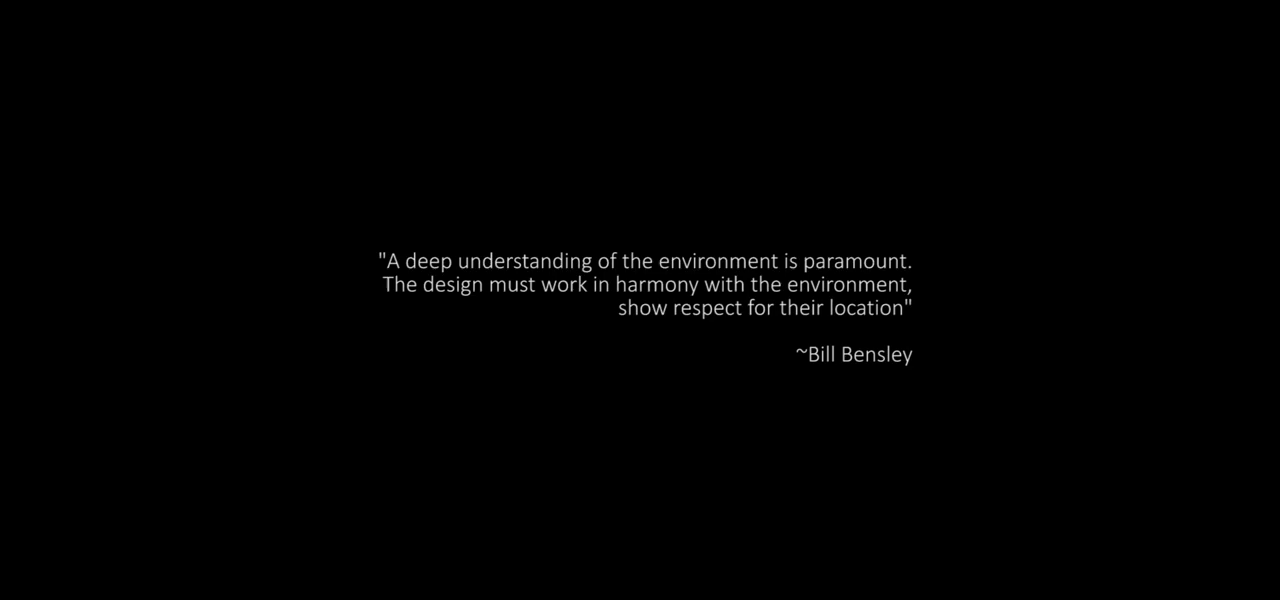 "A deep understanding of the environment is paramount.
The design must work in harmony with the environment,
show respect for their location"
~Bill Bensley